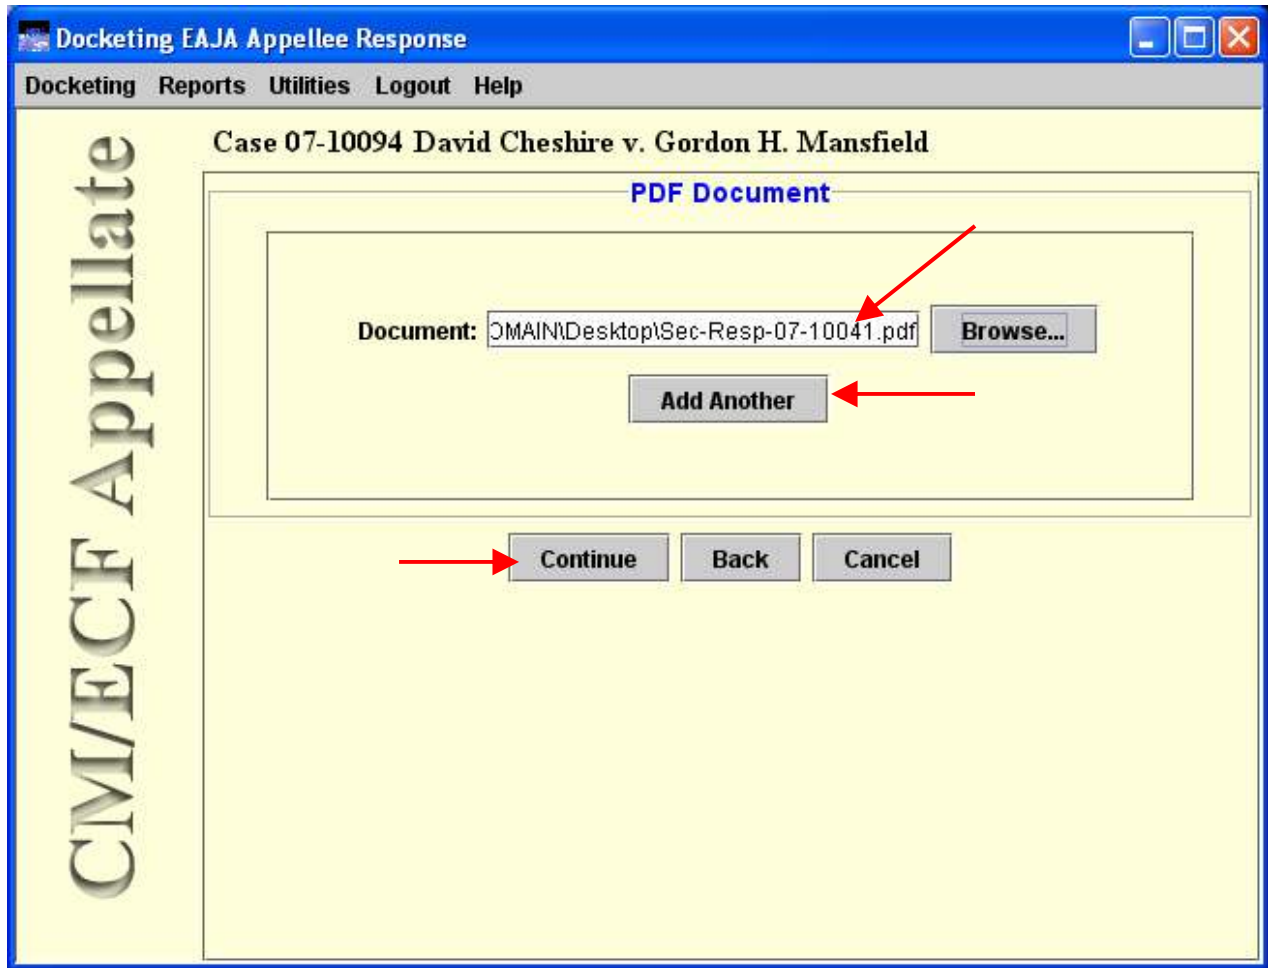 Docketing EAJA Appellee Response
Docketing Reports Utilities Logout Help
CM/ECF Appellate
Case 07-10094 David Cheshire v. Gordon H. Mansfield
PDF Document
Document: OMAIN\Desktop\Sec-Resp-07-10041.pdf Browse...
Add Another
Continue Back Cancel